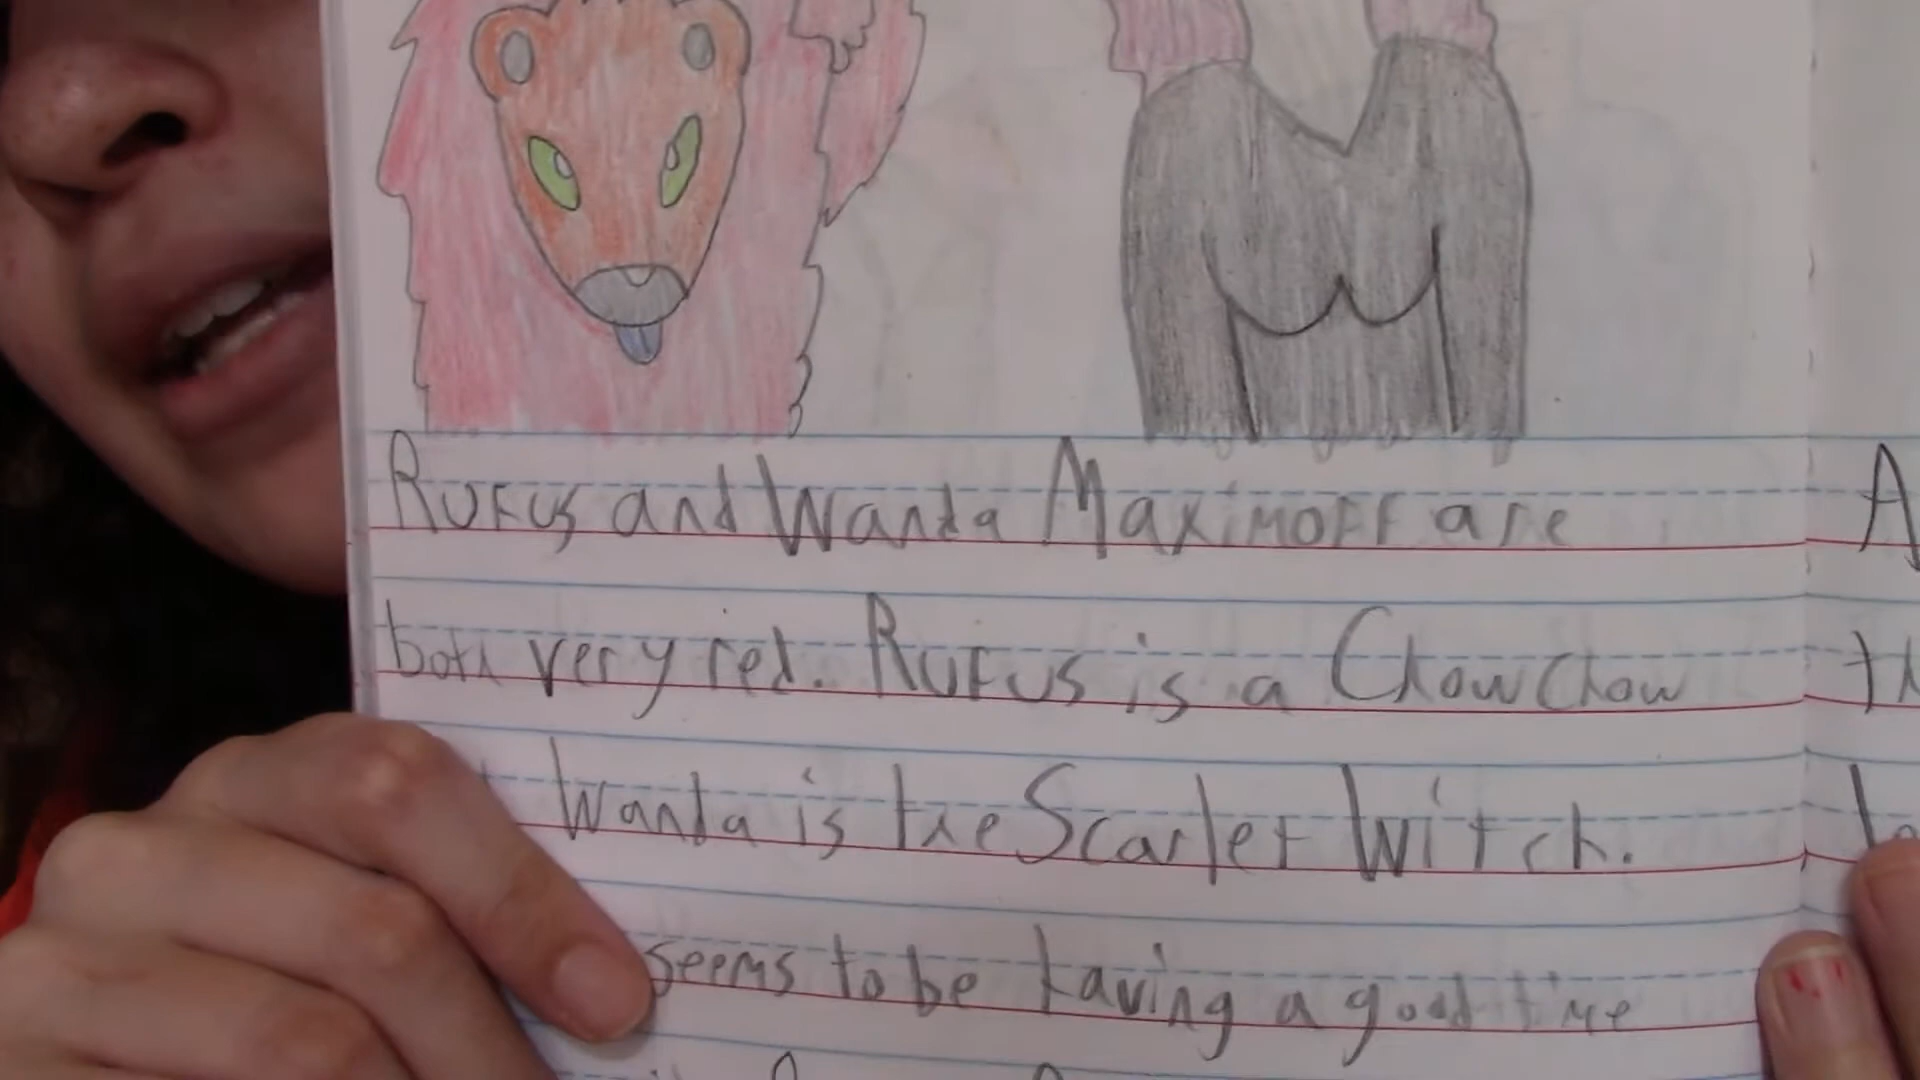 Rufus and Wanda Maximoff are
A
both very red. Rufus is a Chow Chow
th
Wanda is the Scarlet Witch.
seems to be having a good time